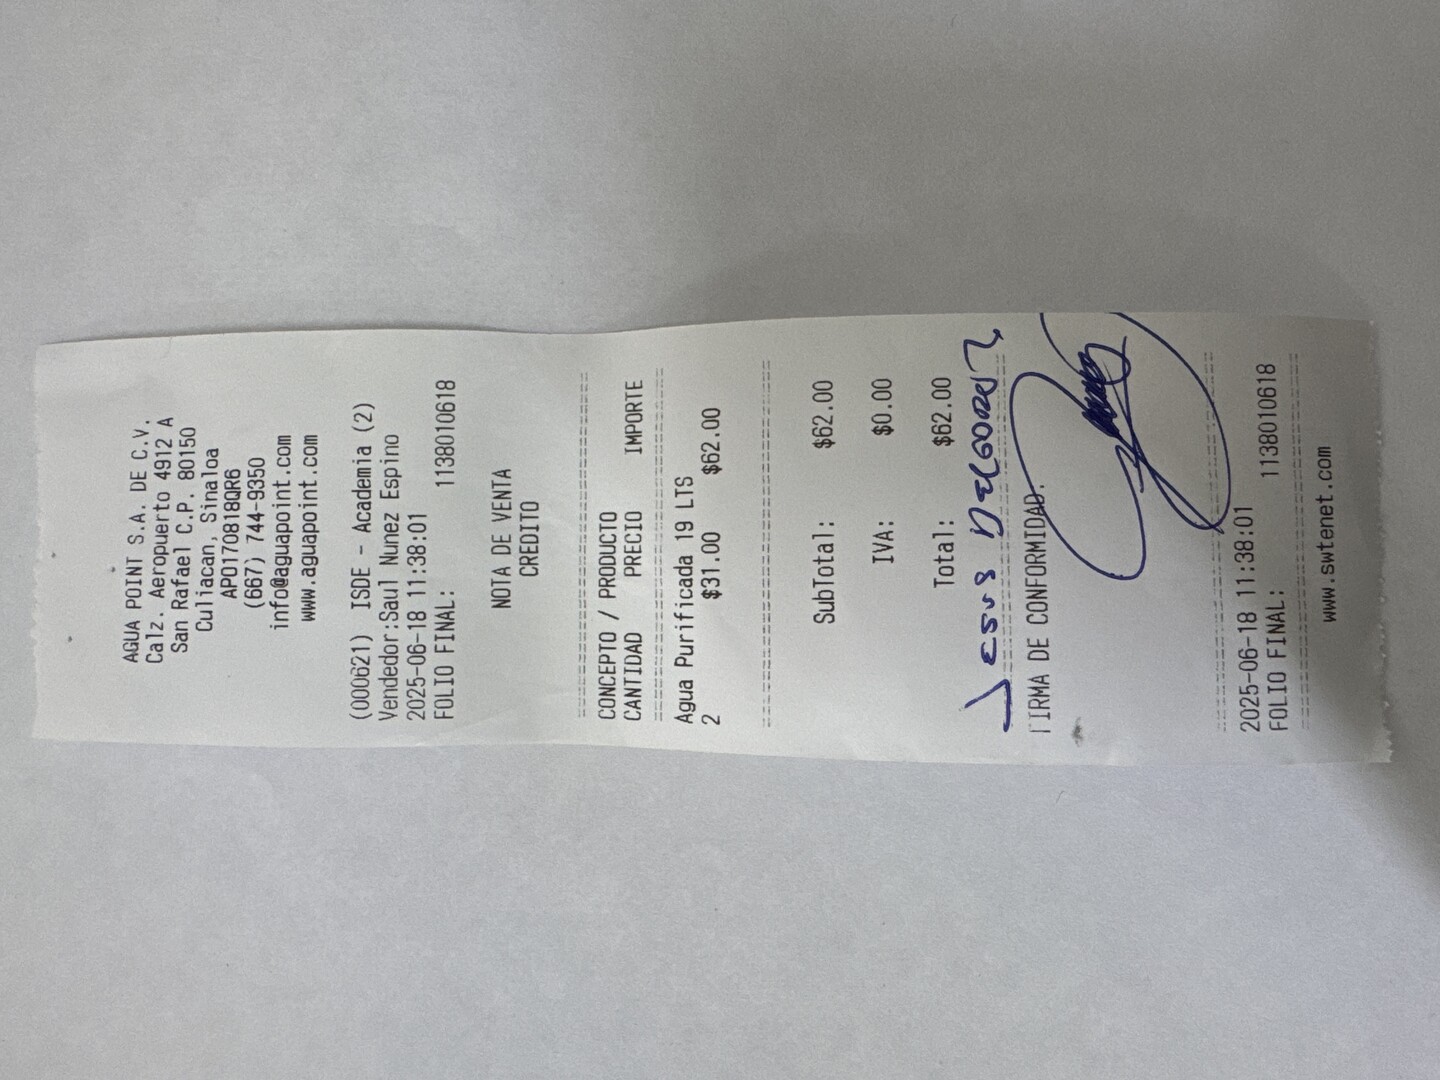 AGUA POINT S.A. DE C.V.
Calz. Aeropuerto 4912 A
San Rafael C.P. 80150
Culiacan, Sinaloa
APO170818QR6
(667) 744-9350
info@aguapoint.com
www.aguapoint.com
(000621) ISDE - Academia (2)
Vendedor:Saul Nunez Espino
2025-06-18 11:38:01
FOLIO FINAL: 1138010618
NOTA DE VENTA
CREDITO
CONCEPTO / PRODUCTO
CANTIDAD PRECIO IMPORTE
Agua Purificada 19 LTS
2 $31.00 $62.00
SubTotal: $62.00
IVA: $0.00
Total: $62.00
Jesus
FIRMA DE CONFORMIDAD.
2025-06-18 11:38:01
FOLIO FINAL: 1138010618
www.swtenet.com